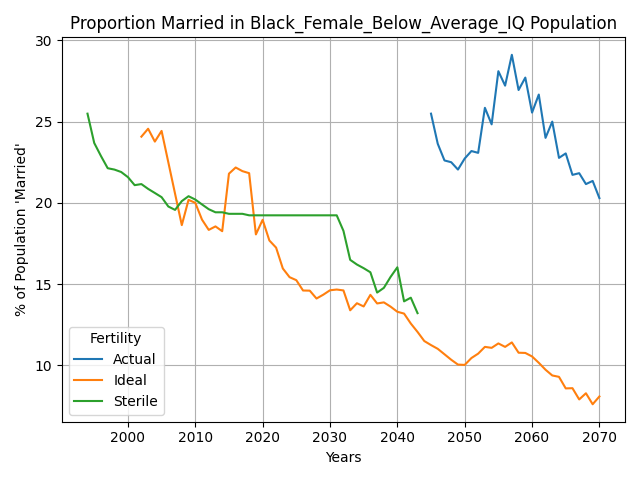 Proportion Married in Black_Female_Below_Average_IQ Population
% of Population 'Married'
30
25
20
15
10
Fertility
Actual
Ideal
Sterile
2000 2010 2020 2030 2040 2050 2060 2070
Years